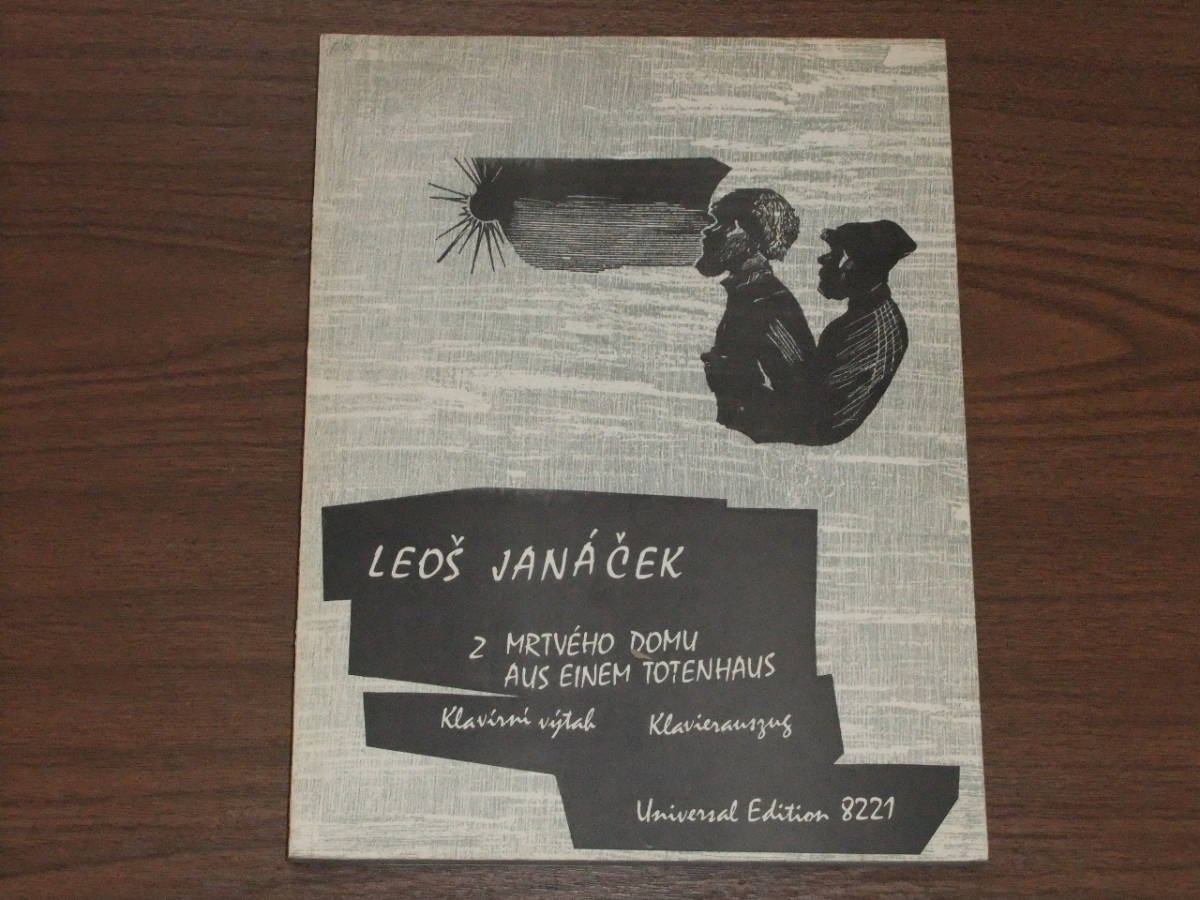 LEOŠ JANÁČEK
Z MRTVÉHO DOMU
AUS EINEM TOTENHAUS
Klavírní výtah Klavierauszug
Universal Edition 8221